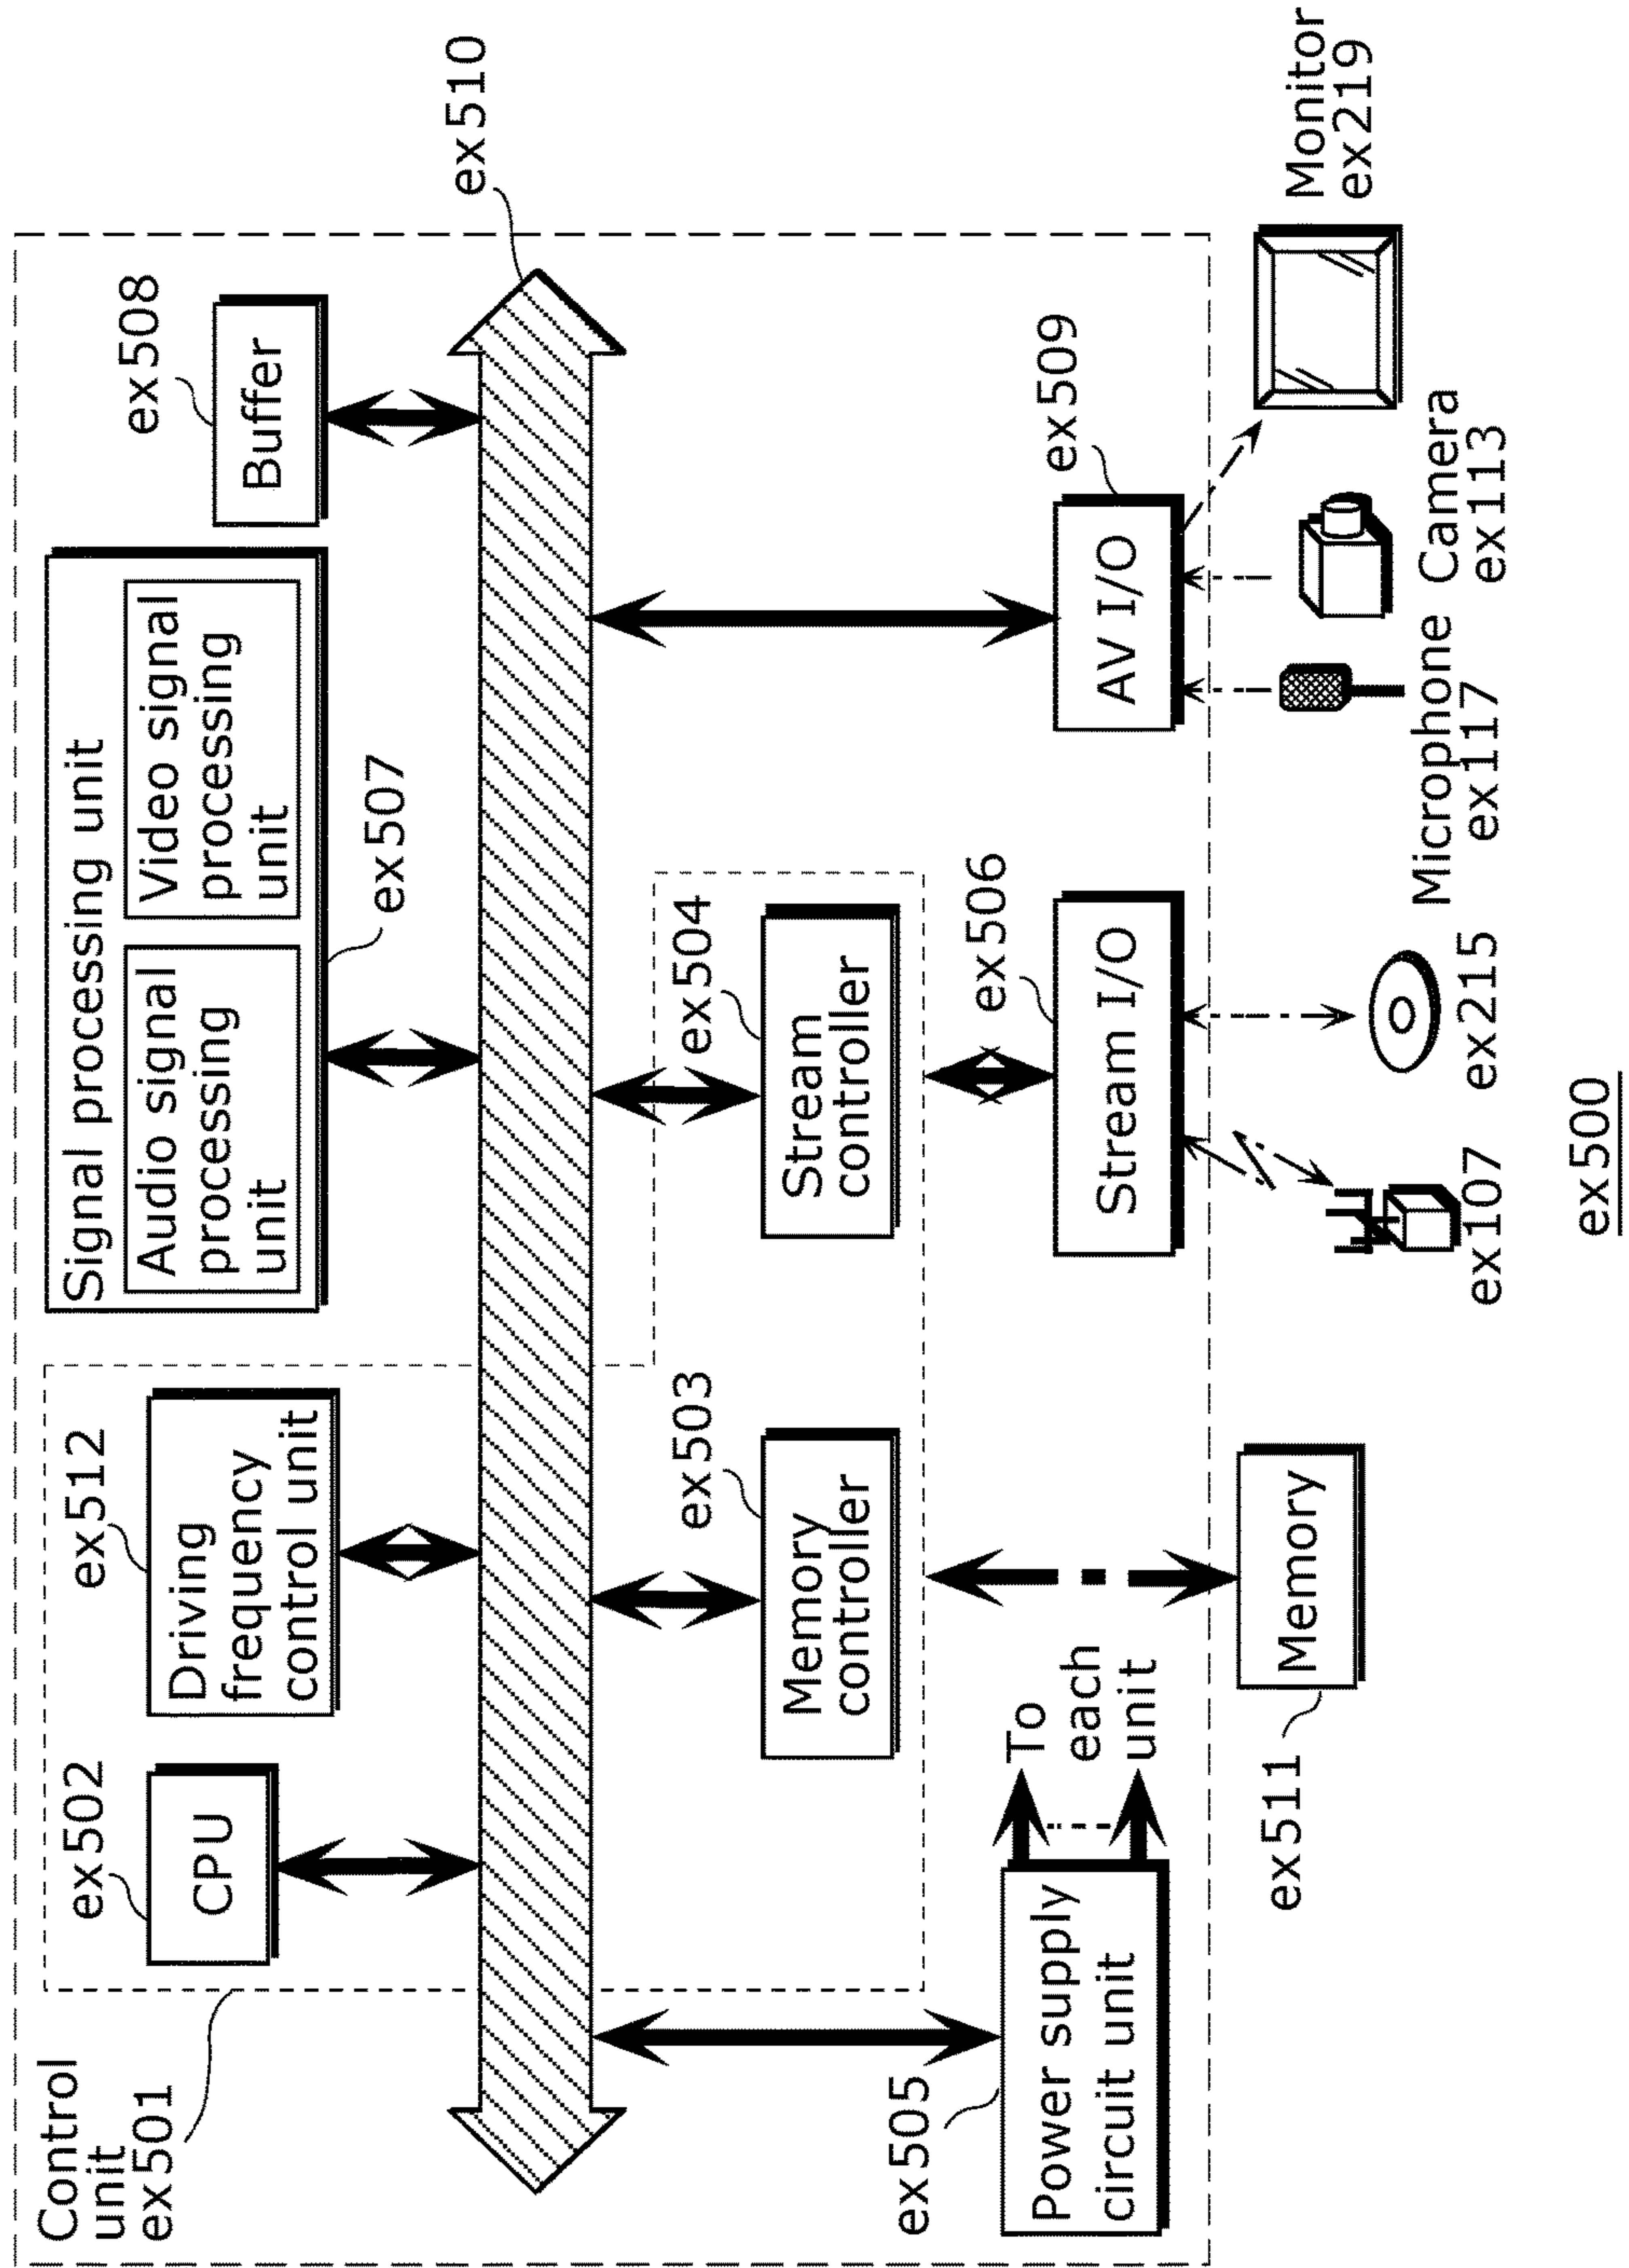 Control
unit
ex501
ex502
CPU
ex512
Driving
frequency
control unit
Signal processing unit
Audio signal
processing
unit
Video signal
processing
unit
ex507
ex508
Buffer
ex510
ex503
Memory
controller
ex504
Stream
controller
ex505
Power supply
circuit unit
To
each
unit
ex506
Stream I/O
ex509
AV I/O
ex511
Memory
ex107
ex215
Microphone
ex117
Camera
ex113
Monitor
ex219
ex500